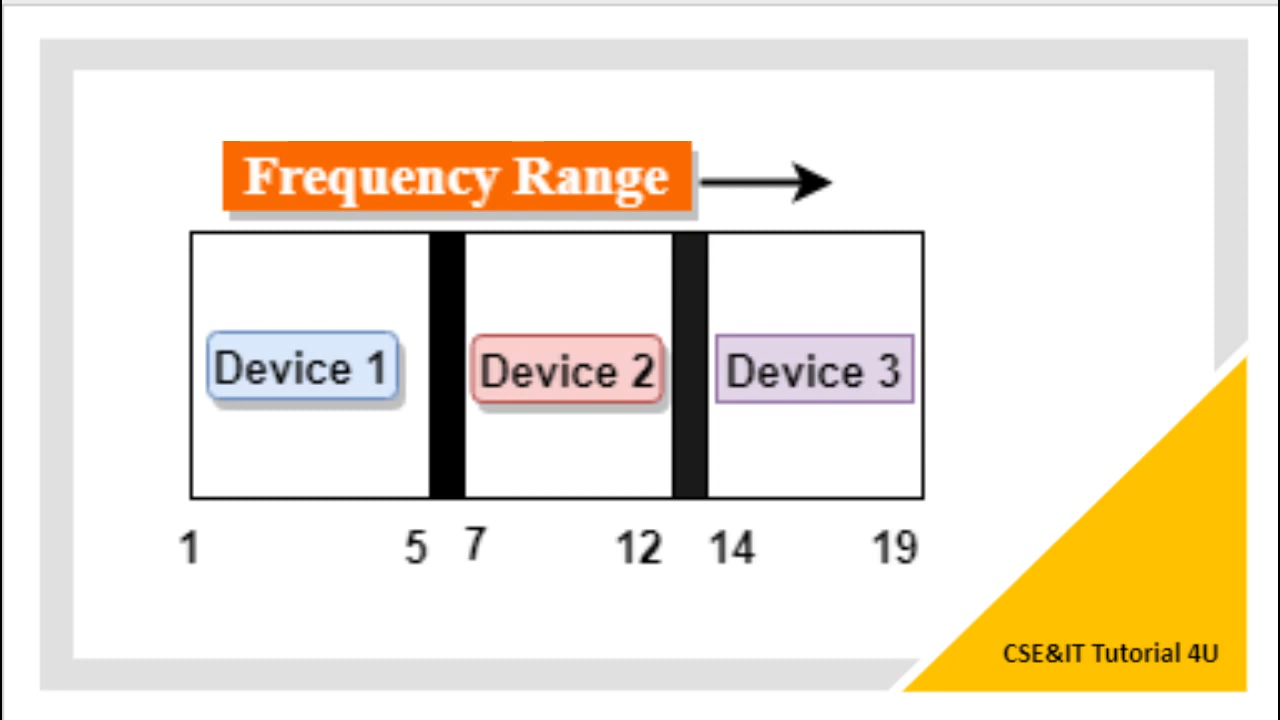 Frequency Range
Device 1
Device 2
Device 3
1 5 7 12 14 19
CSE&IT Tutorial 4U